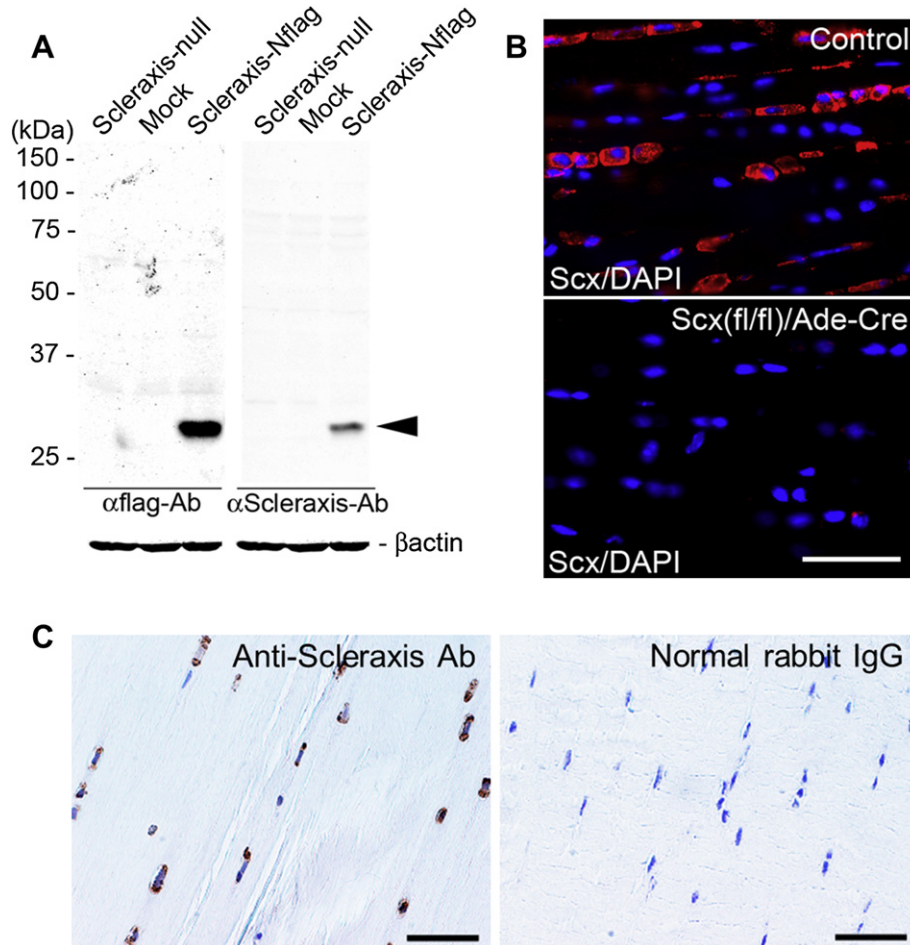 A
Scleraxis-null
Mock
Scleraxis-Nflag
Scleraxis-null
Mock
Scleraxis-Nflag
(kDa)
150 -
100 -
75 -
50 -
37 -
25 -
αflag-Ab
αScleraxis-Ab
- βactin
B
Control
Scx/DAPI
Scx(fl/fl)/Ade-Cre
Scx/DAPI
C
Anti-Scleraxis Ab
Normal rabbit IgG